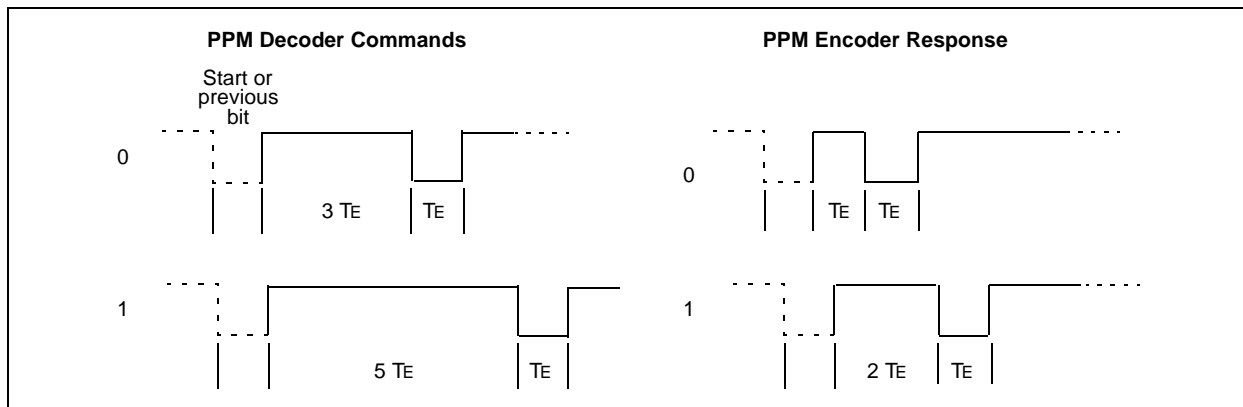 PPM Decoder Commands
PPM Encoder Response
Start or
previous
bit
0
3 TE
TE
0
TE
TE
1
5 TE
TE
1
2 TE
TE